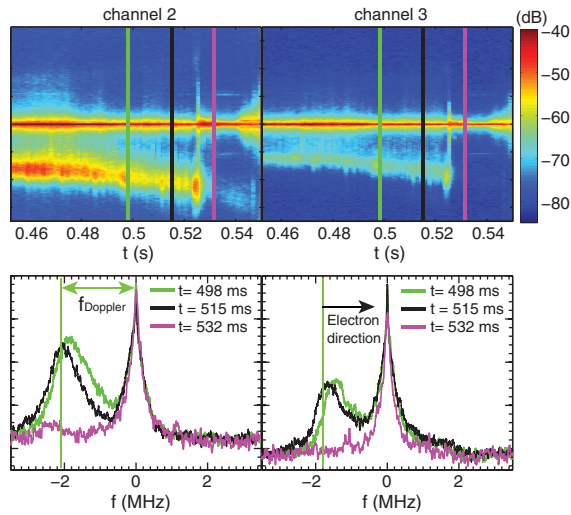 channel 2
channel 3
(dB)
−40
−50
−60
−70
−80
0.46 0.48 0.5 0.52 0.54
0.46 0.48 0.5 0.52 0.54
t (s)
t (s)
fDoppler
t= 498 ms
t = 515 ms
t= 532 ms
t= 498 ms
t= 515 ms
t= 532 ms
Electron
direction
−2 0 2
−2 0 2
f (MHz)
f (MHz)